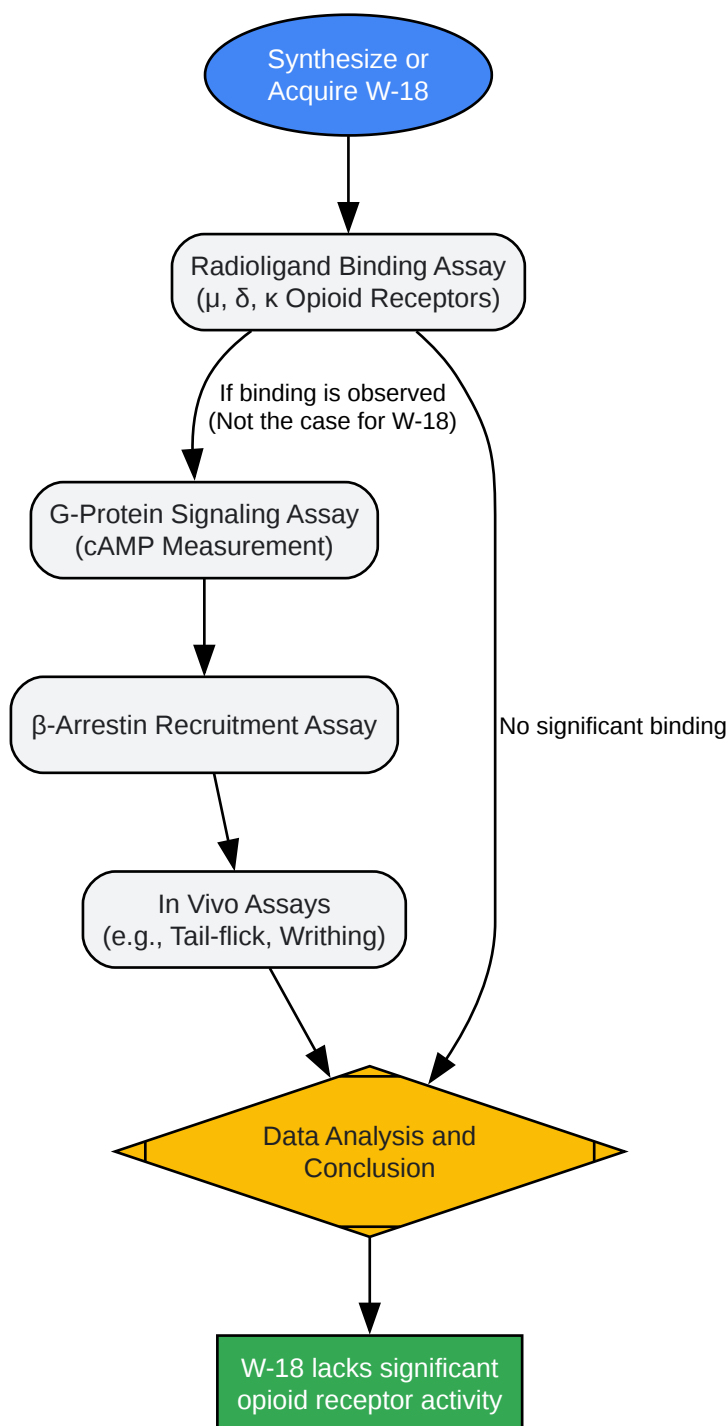 Synthesize or
Acquire W-18
Radioligand Binding Assay
(μ, δ, κ Opioid Receptors)
If binding is observed
(Not the case for W-18)
G-Protein Signaling Assay
(cAMP Measurement)
β-Arrestin Recruitment Assay
No significant binding
In Vivo Assays
(e.g., Tail-flick, Writhing)
Data Analysis and
Conclusion
W-18 lacks significant
opioid receptor activity